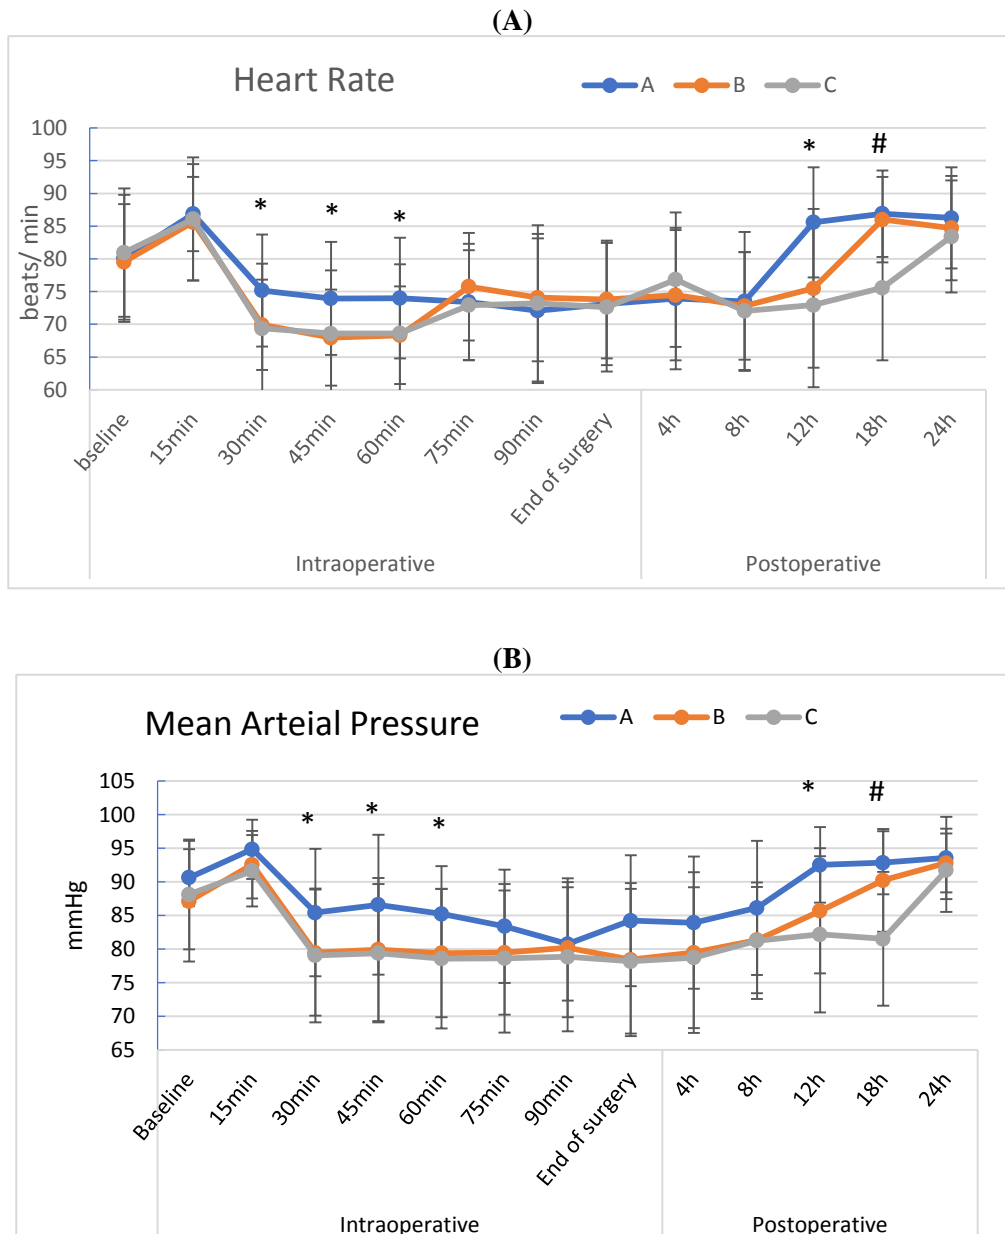 (A)
Heart Rate
A B C
100
95
90
85
80
75
70
65
60
beats/ min
* * * * #
bseline 15min 30min 45min 60min 75min 90min End of surgery 4h 8h 12h 18h 24h
Intraoperative Postoperative
(B)
Mean Arteial Pressure
A B C
105
100
95
90
85
80
75
70
65
mmHg
* * * * #
Baseline 15min 30min 45min 60min 75min 90min End of surgery 4h 8h 12h 18h 24h
Intraoperative Postoperative